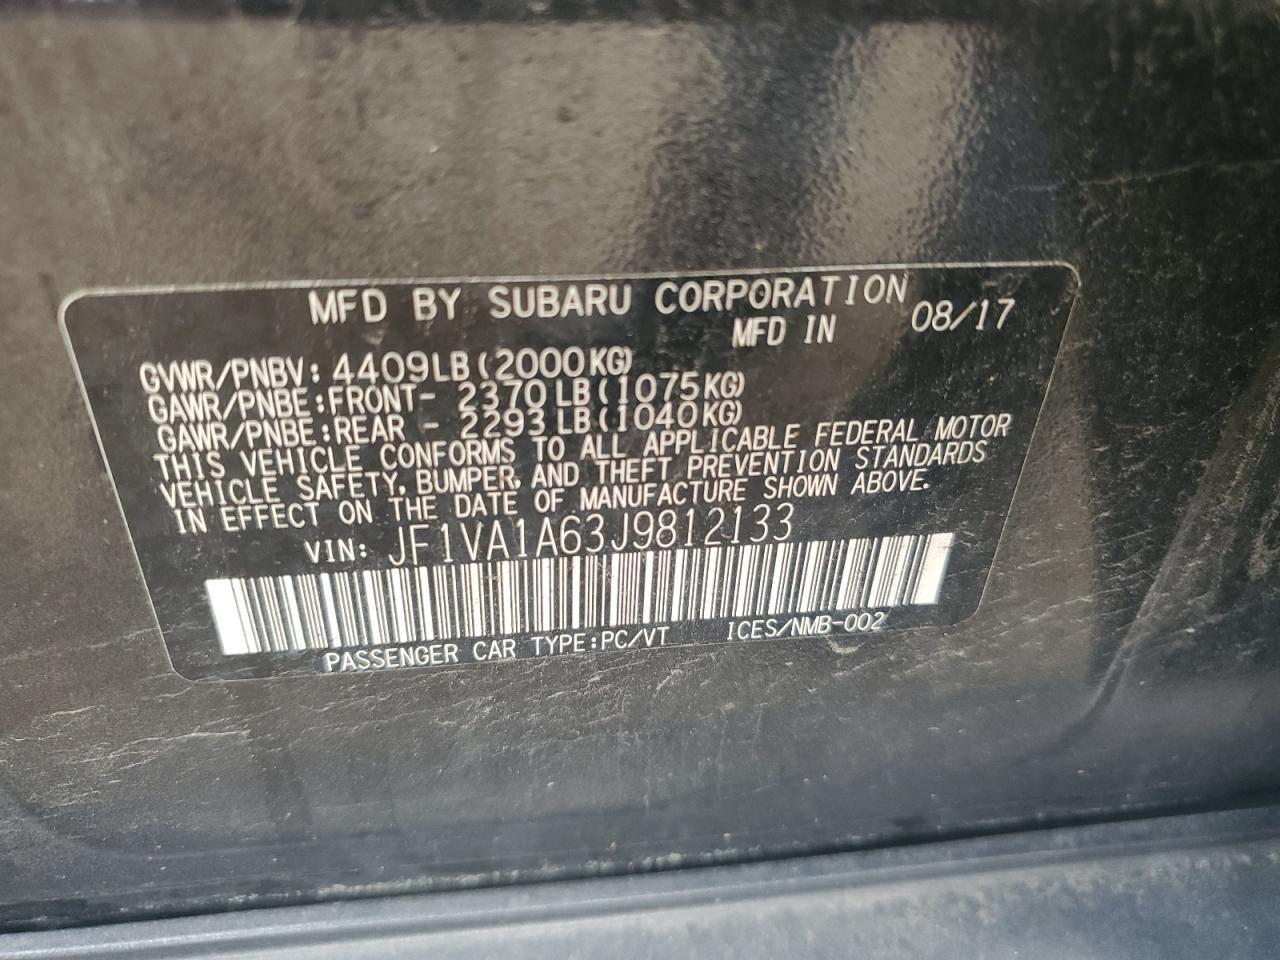 MFD BY SUBARU CORPORATION
MFD IN 08/17
GVWR/PNBV: 4409LB (2000KG)
GAWR/PNBE:FRONT- 2370LB(1075KG)
GAWR/PNBE:REAR - 2293LB(1040KG)
THIS VEHICLE CONFORMS TO ALL APPLICABLE FEDERAL MOTOR
VEHICLE SAFETY, BUMPER, AND THEFT PREVENTION STANDARDS
IN EFFECT ON THE DATE OF MANUFACTURE SHOWN ABOVE.
VIN: JF1VA1A63J9812133
PASSENGER CAR TYPE:PC/VT ICES/NMB-002